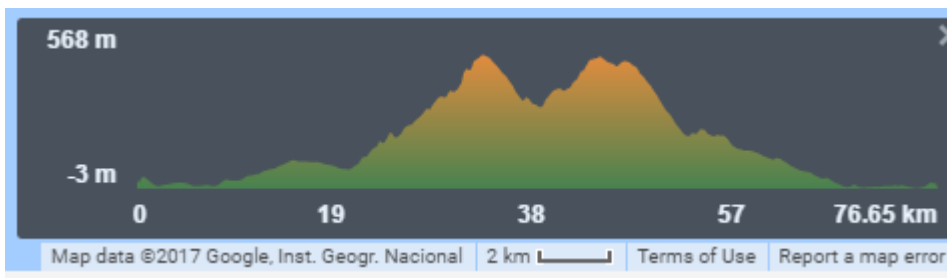 568 m
-3 m
0 19 38 57 76.65 km
Map data ©2017 Google, Inst. Geogr. Nacional 2 km Terms of Use Report a map error